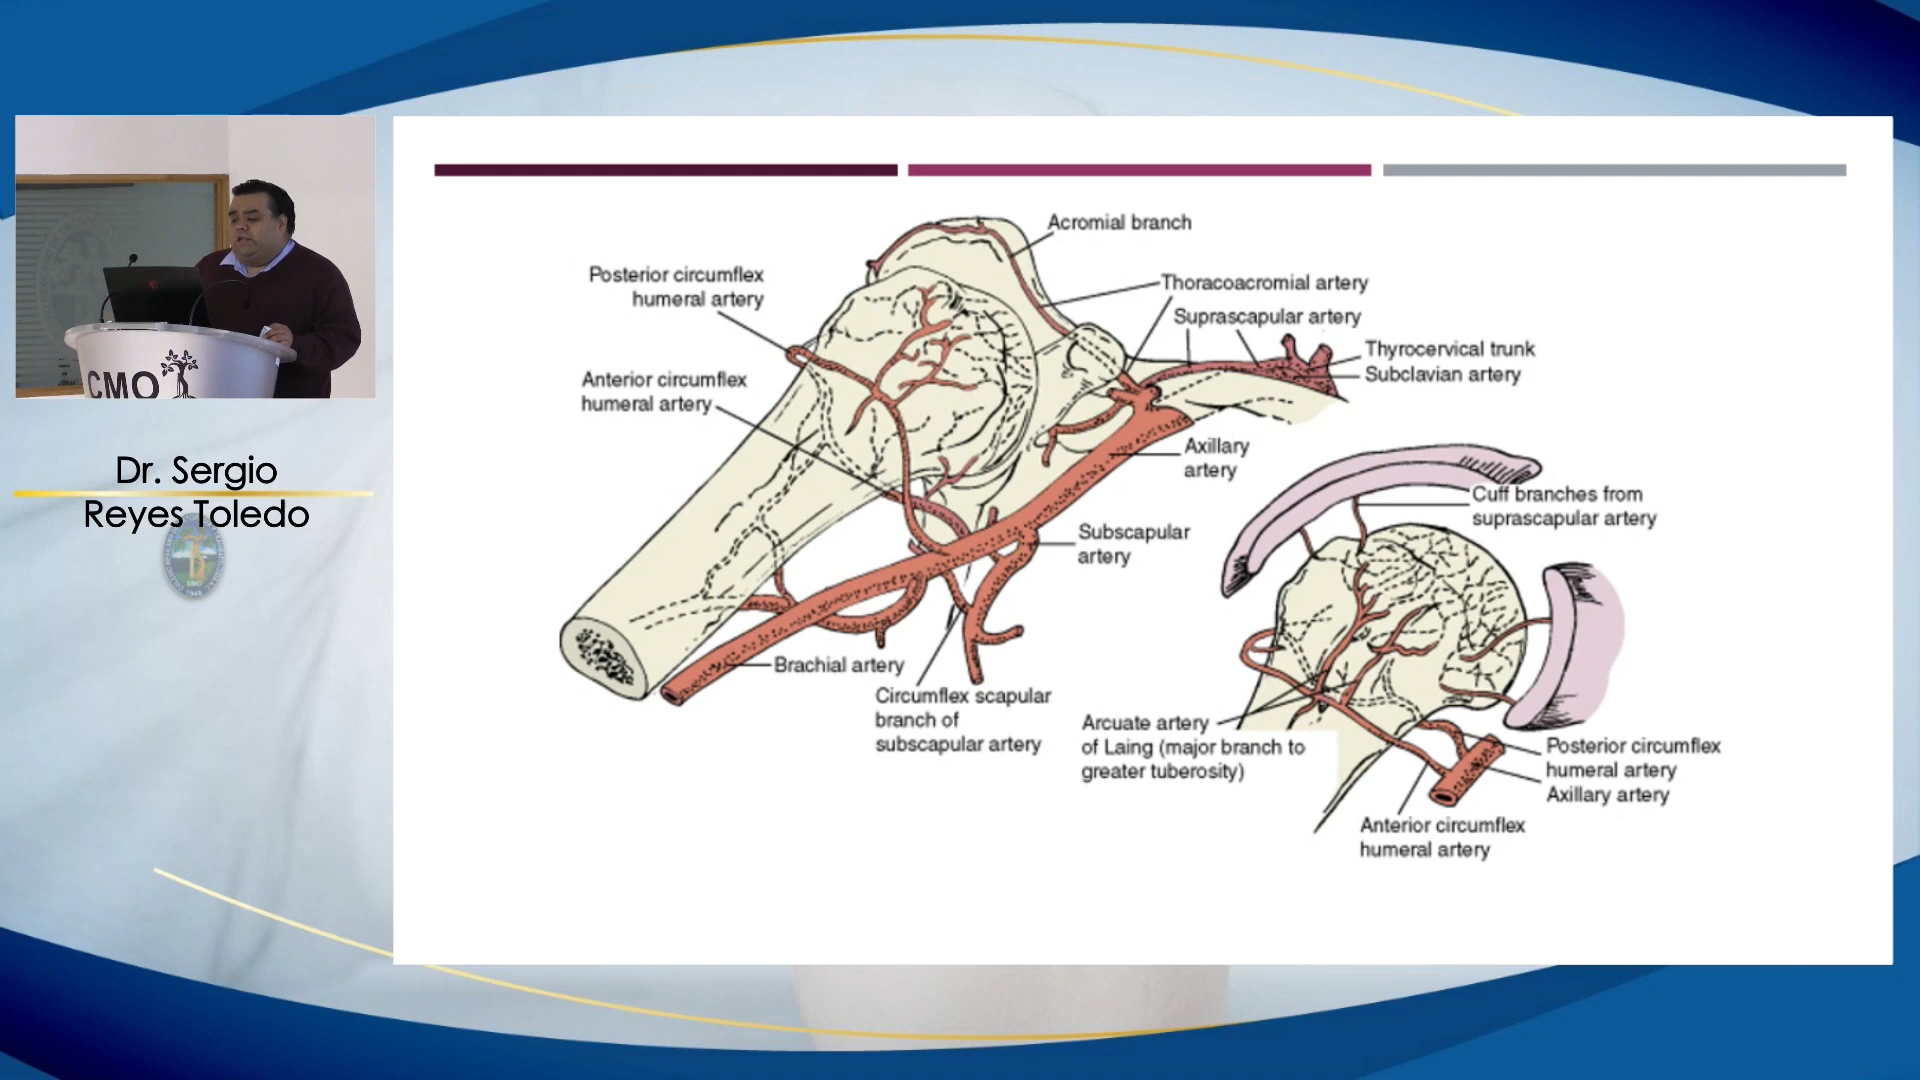 CMO
Dr. Sergio
Reyes Toledo
Acromial branch
Posterior circumflex
humeral artery
Thoracoacromial artery
Suprascapular artery
Thyrocervical trunk
Subclavian artery
Anterior circumflex
humeral artery
Axillary
artery
Cuff branches from
suprascapular artery
Subscapular
artery
Brachial artery
Circumflex scapular
branch of
subscapular artery
Arcuate artery
of Laing (major branch to
greater tuberosity)
Posterior circumflex
humeral artery
Axillary artery
Anterior circumflex
humeral artery